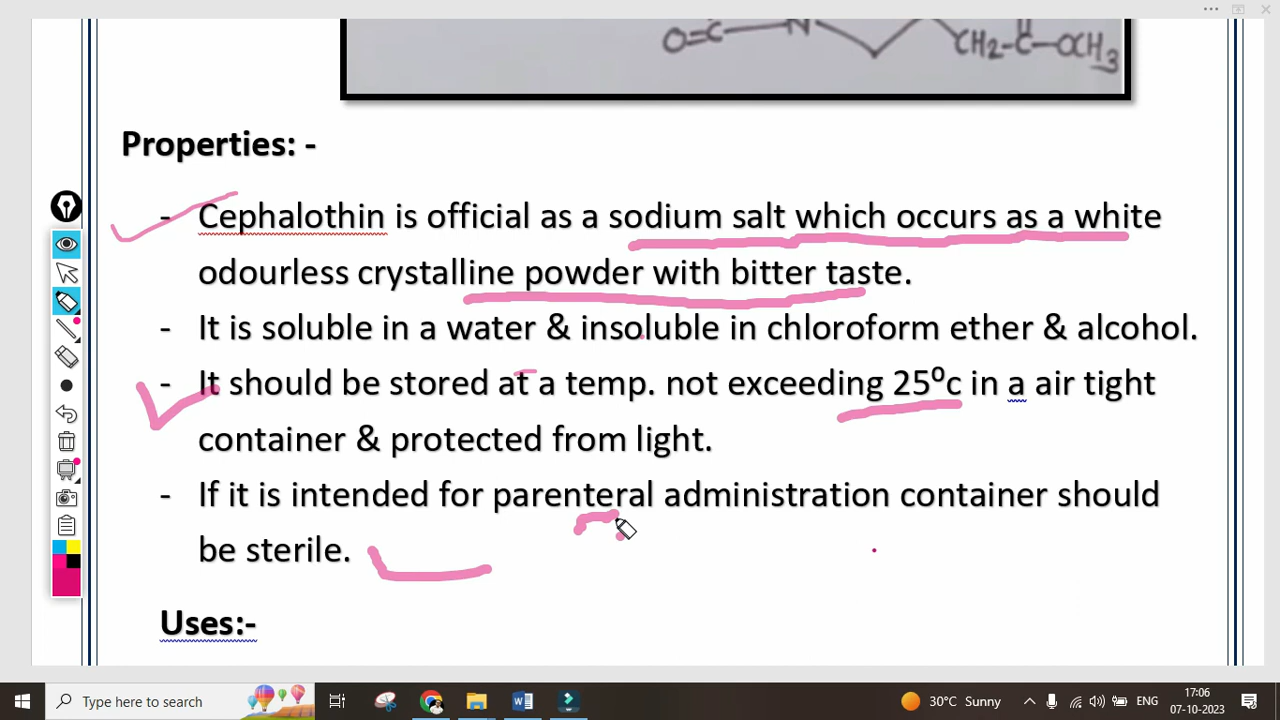 O=C—N
CH2-C-OCH3
Properties: -
- Cephalothin is official as a sodium salt which occurs as a white
odourless crystalline powder with bitter taste.
- It is soluble in a water & insoluble in chloroform ether & alcohol.
- It should be stored at a temp. not exceeding 25⁰c in a air tight
container & protected from light.
- If it is intended for parenteral administration container should
be sterile.
Uses:-
Type here to search
30°C Sunny
ENG
17:06
07-10-2023